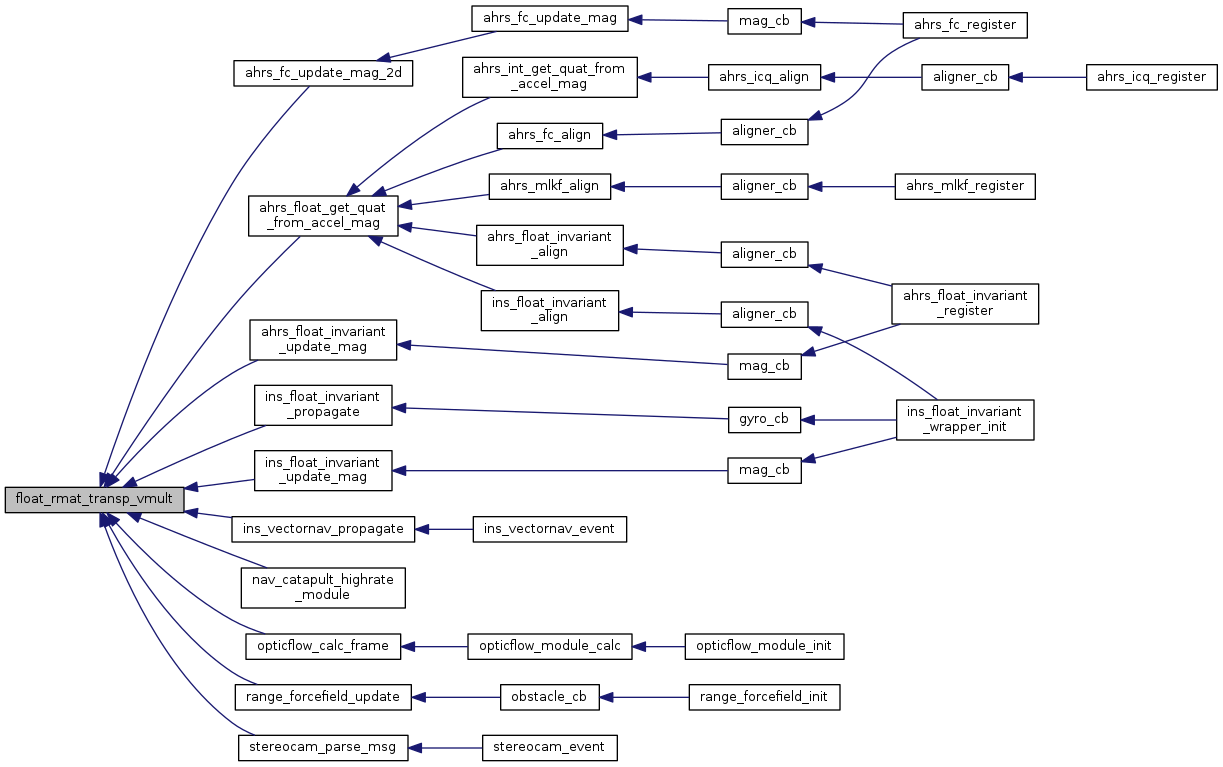 ahrs_fc_update_mag
mag_cb
ahrs_fc_register
ahrs_fc_update_mag_2d
ahrs_int_get_quat_from
_accel_mag
ahrs_icq_align
aligner_cb
ahrs_icq_register
ahrs_fc_align
aligner_cb
ahrs_mlkf_align
aligner_cb
ahrs_mlkf_register
ahrs_float_get_quat
_from_accel_mag
ahrs_float_invariant
_align
aligner_cb
ins_float_invariant
_align
aligner_cb
ahrs_float_invariant
_register
ahrs_float_invariant
_update_mag
mag_cb
ins_float_invariant
_propagate
gyro_cb
ins_float_invariant
_wrapper_init
ins_float_invariant
_update_mag
mag_cb
float_rmat_transp_vmult
ins_vectornav_propagate
ins_vectornav_event
nav_catapult_highrate
_module
opticflow_calc_frame
opticflow_module_calc
opticflow_module_init
range_forcefield_update
obstacle_cb
range_forcefield_init
stereocam_parse_msg
stereocam_event